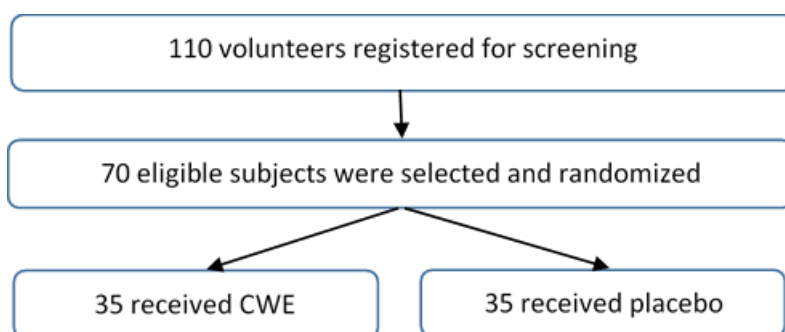 110 volunteers registered for screening
70 eligible subjects were selected and randomized
35 received CWE
35 received placebo